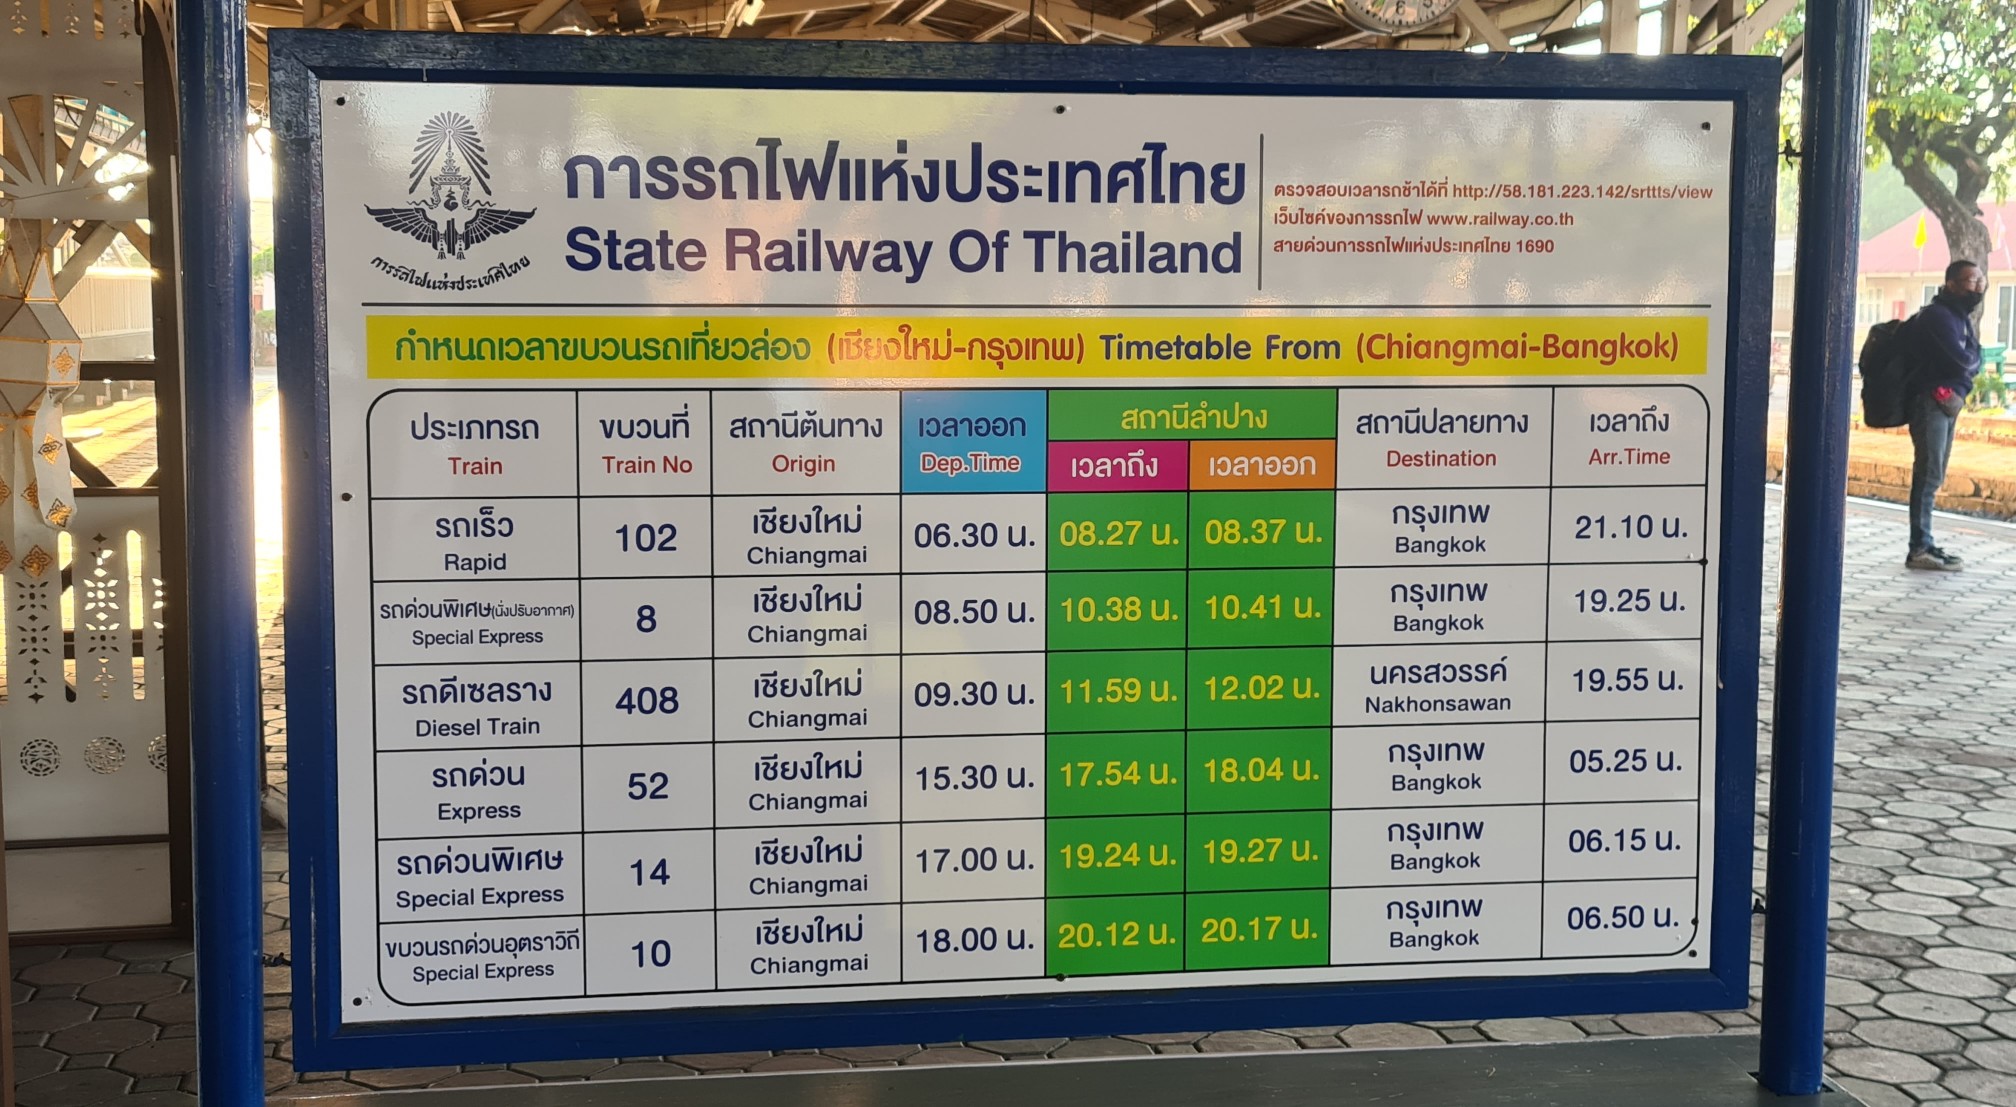 การรถไฟแห่งประเทศไทย
State Railway Of Thailand
การรถไฟแห่งประเทศไทย
ตรวจสอบเวลารถช้าได้ที่ http://58.181.223.142/srttts/view
เว็บไซค์ของการรถไฟ www.railway.co.th
สายด่วนการรถไฟแห่งประเทศไทย 1690
กำหนดเวลาขบวนรถเที่ยวล่อง (เชียงใหม่-กรุงเทพ) Timetable From (Chiangmai-Bangkok)
ประเภทรถ ขบวนที่ สถานีต้นทาง เวลาออก สถานีลำปาง สถานีปลายทาง เวลาถึง
Train Train No Origin Dep.Time เวลาถึง เวลาออก Destination Arr.Time
รถเร็ว 102 เชียงใหม่ 06.30 น. 08.27 น. 08.37 น. กรุงเทพ 21.10 น.
Rapid Chiangmai Bangkok
รถด่วนพิเศษ(นั่งปรับอากาศ) 8 เชียงใหม่ 08.50 น. 10.38 น. 10.41 น. กรุงเทพ 19.25 น.
Special Express Chiangmai Bangkok
รถดีเซลราง 408 เชียงใหม่ 09.30 น. 11.59 น. 12.02 น. นครสวรรค์ 19.55 น.
Diesel Train Chiangmai Nakhonsawan
รถด่วน 52 เชียงใหม่ 15.30 น. 17.54 น. 18.04 น. กรุงเทพ 05.25 น.
Express Chiangmai Bangkok
รถด่วนพิเศษ 14 เชียงใหม่ 17.00 น. 19.24 น. 19.27 น. กรุงเทพ 06.15 น.
Special Express Chiangmai Bangkok
ขบวนรถด่วนอุตราวิถี 10 เชียงใหม่ 18.00 น. 20.12 น. 20.17 น. กรุงเทพ 06.50 น.
Special Express Chiangmai Bangkok